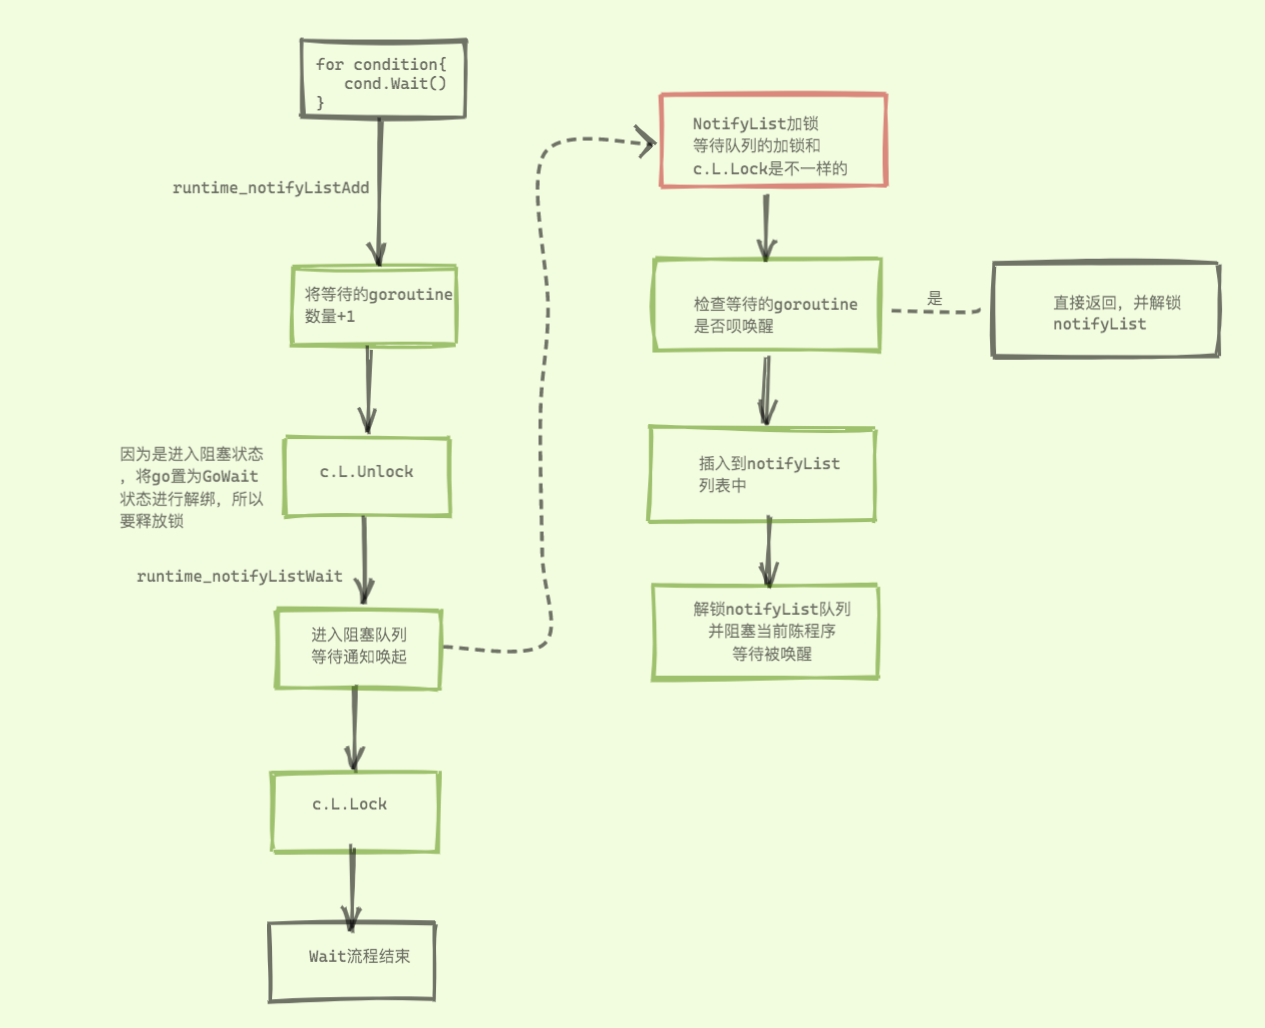 for condition{
cond.Wait()
}
runtime_notifyListAdd
将等待的goroutine
数量+1
c.L.Unlock
因为是进入阻塞状态
，将go置为GoWait
状态进行解绑，所以
要释放锁
runtime_notifyListWait
进入阻塞队列
等待通知唤起
c.L.Lock
Wait流程结束
NotifyList加锁
等待队列的加锁和
c.L.Lock是不一样的
检查等待的goroutine
是否呗唤醒
是
直接返回，并解锁
notifyList
插入到notifyList
列表中
解锁notifyList队列
并阻塞当前陈程序
等待被唤醒